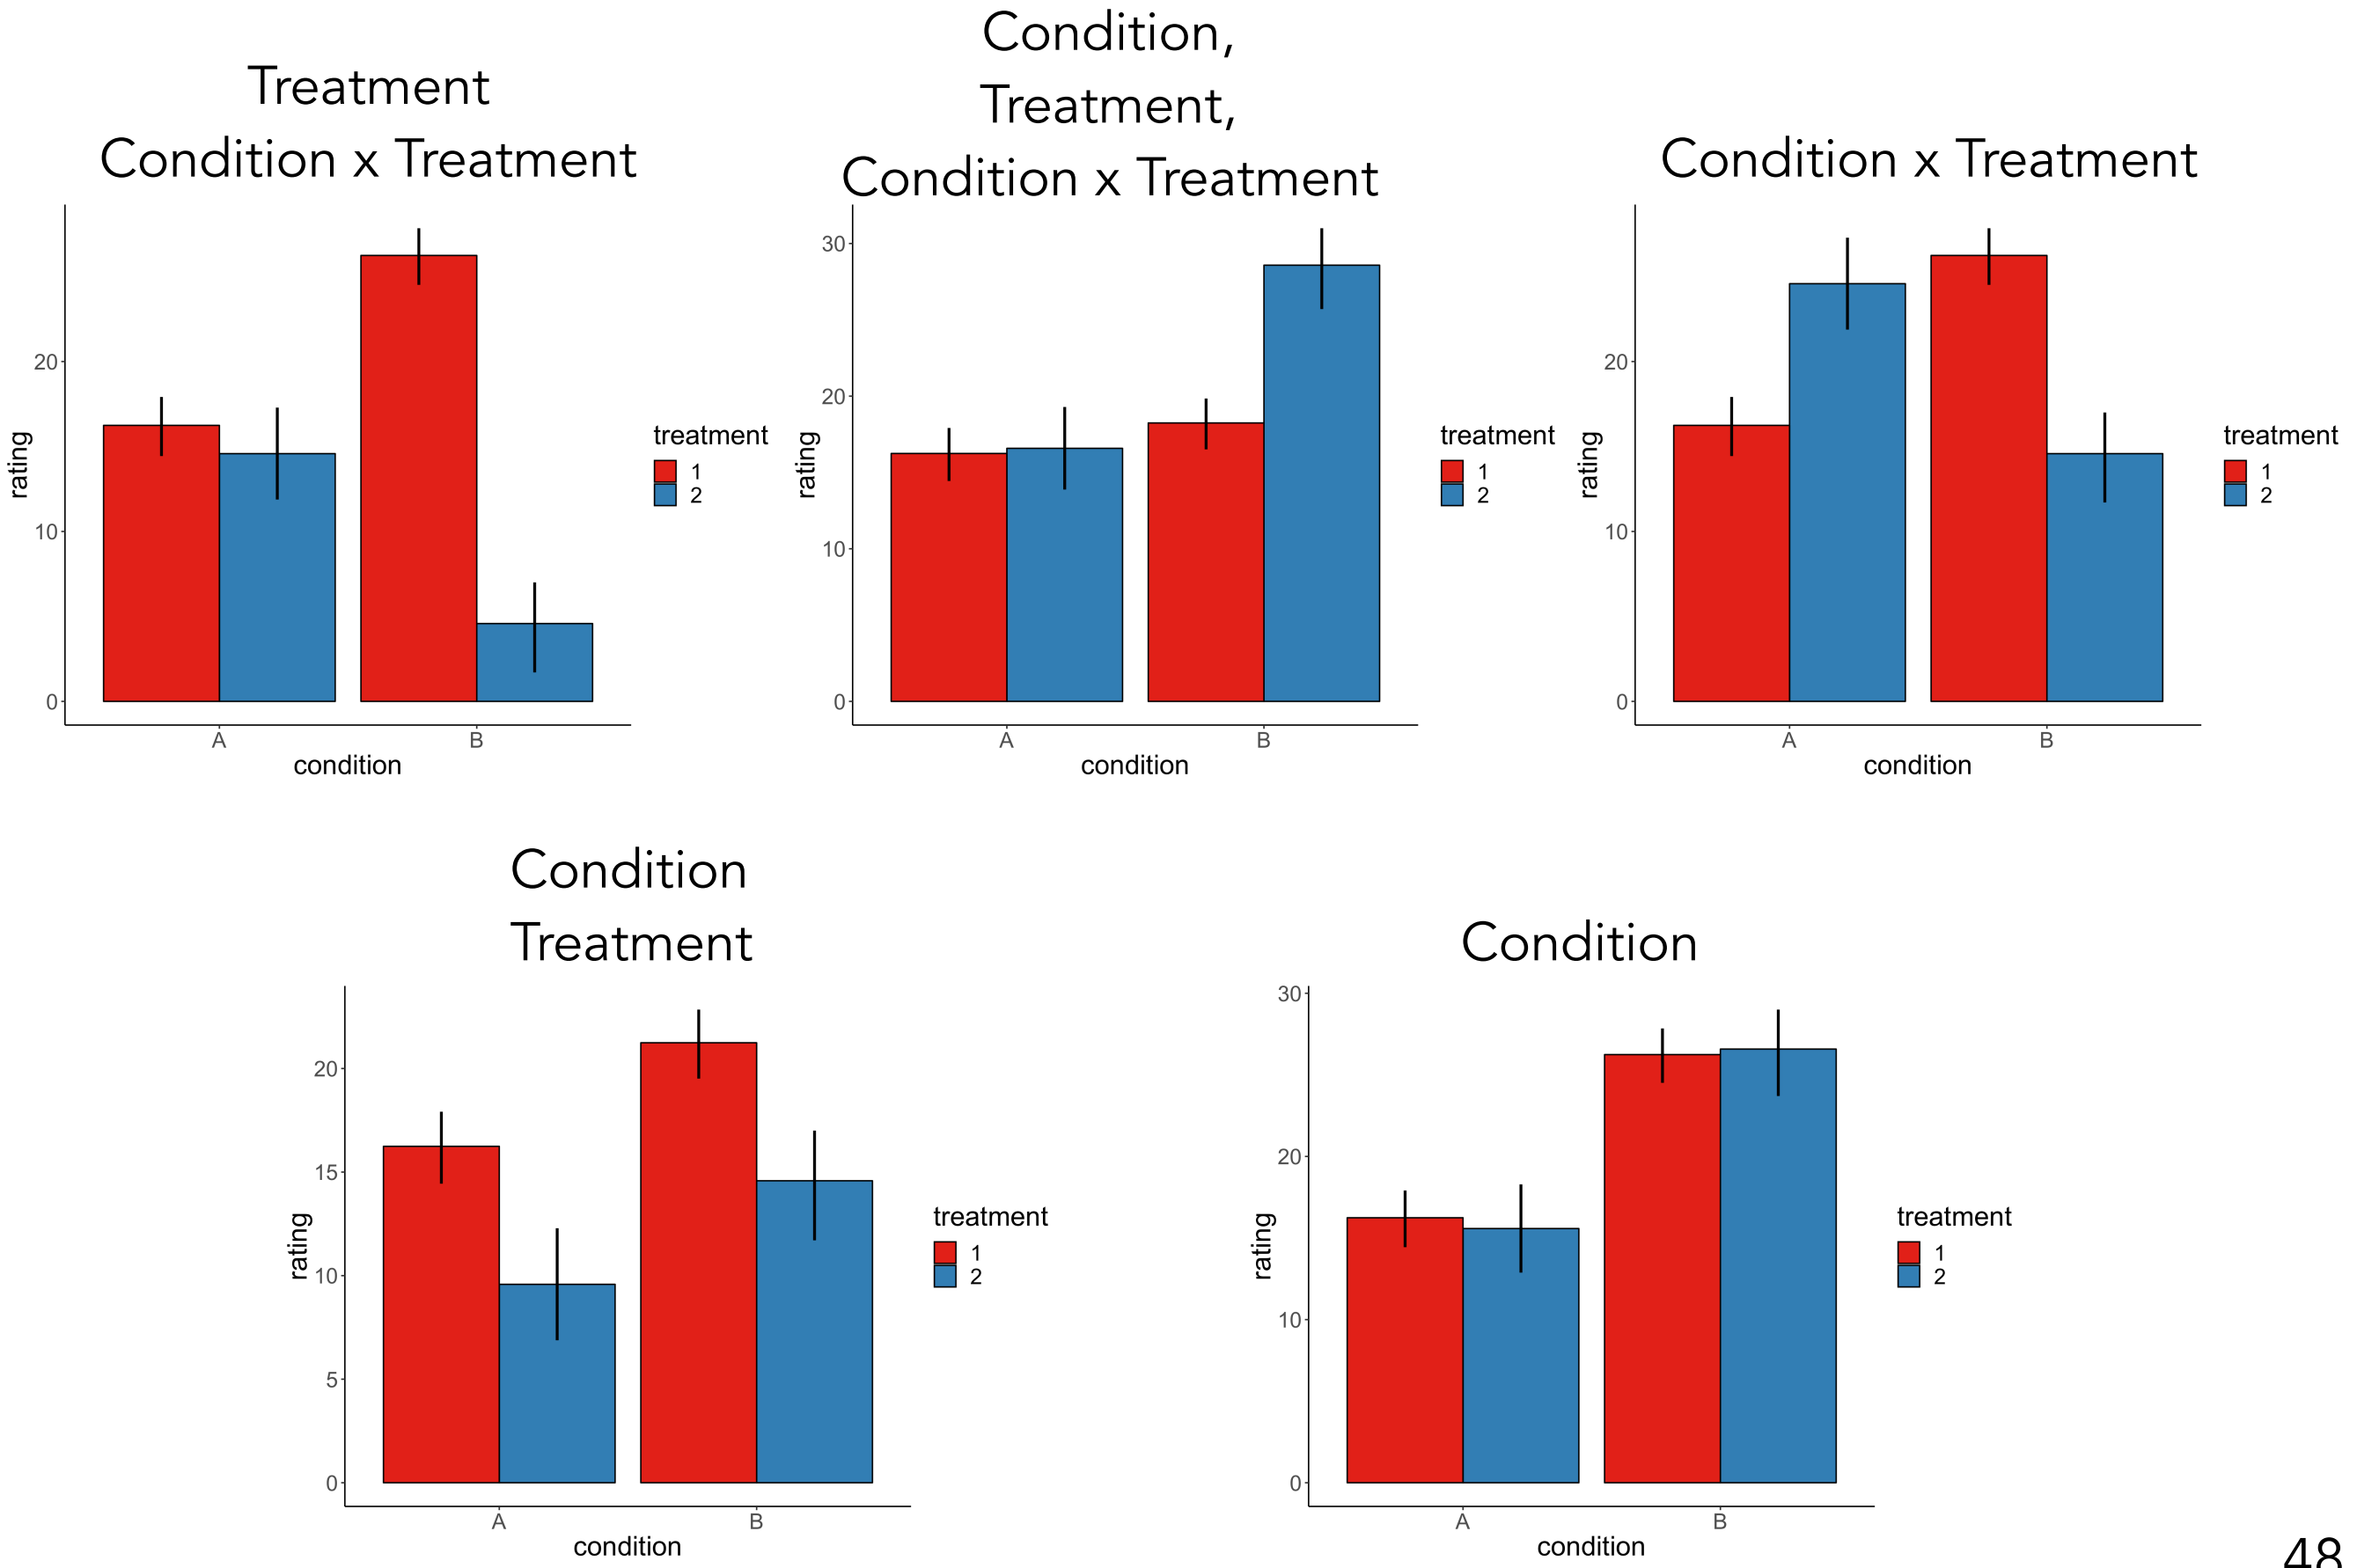 Treatment
Condition x Treatment
rating
20
10
0
A
B
condition
treatment
1
2
Condition,
Treatment,
Condition x Treatment
rating
30
20
10
0
A
B
condition
treatment
1
2
Condition x Treatment
rating
20
10
0
A
B
condition
treatment
1
2
Condition
Treatment
rating
20
15
10
5
0
A
B
condition
treatment
1
2
Condition
rating
30
20
10
0
A
B
condition
treatment
1
2
48